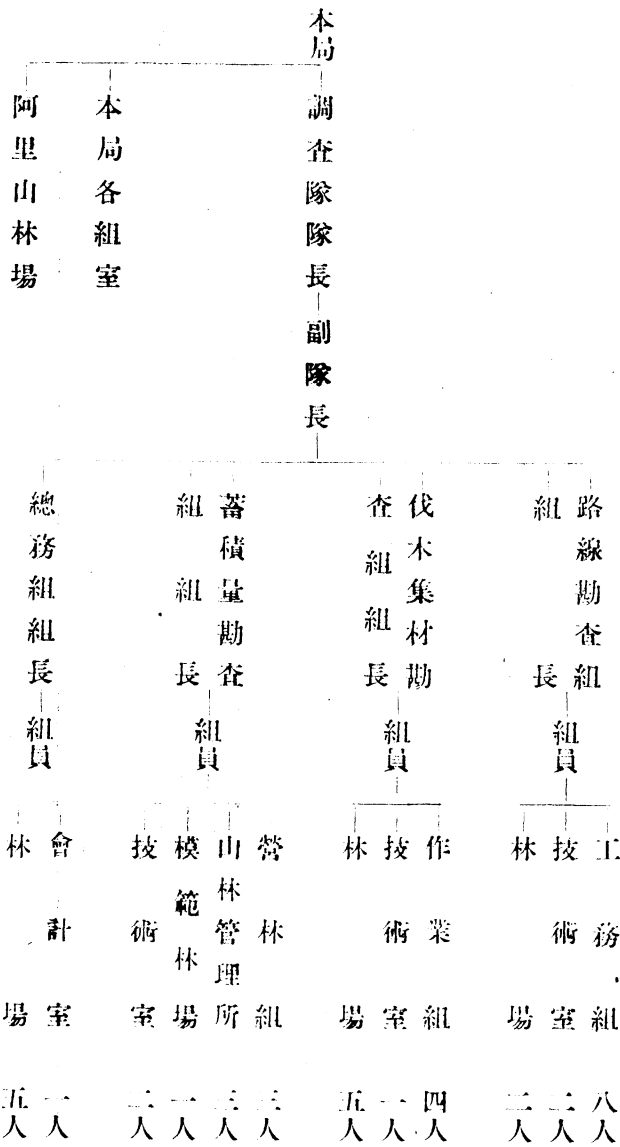 本局
調查隊隊長
副隊長
本局各組室
阿里山林場
路線勘查組
組長
組員
工務組 八人
技術室 二人
林場 二人
伐木集材勘
查組組長
組員
作業組 四人
技術室 一人
林場 五人
蓄積量勘查
組組長
組員
營林組 三人
山林管理所 三人
模範林場 一人
技術室 二人
總務組組長
組員
會計室 一人
林場 五人